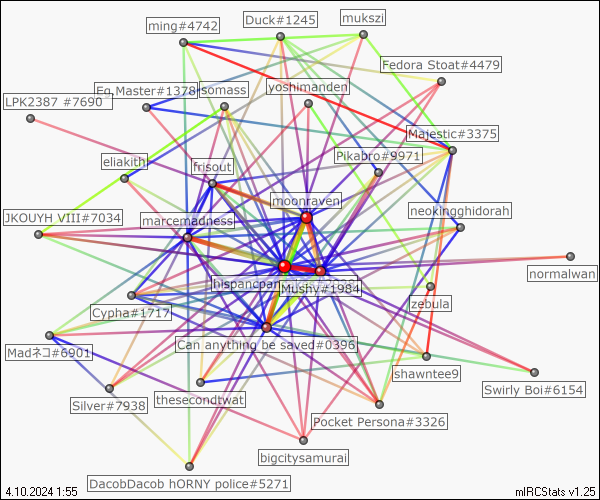 ming#4742
Duck#1245
mukszi
Fedora Stoat#4479
LPK2387 #7690
Eg Master#1378
somass
yoshimanden
Majestic#3375
eliakith
frisout
Pikabro#9971
JKOUYH VIII#7034
marcemadness
moonraven
neokingghidorah
hispancpan
Mushy#1984
normalwan
Cypha#1717
zebula
Madネコ#6901
Can anything be saved#0396
shawntee9
Swirly Boi#6154
Silver#7938
thesecondtwat
Pocket Persona#3326
bigcitysamurai
DacobDacob hORNY police#5271
4.10.2024 1:55
mIRCStats v1.25